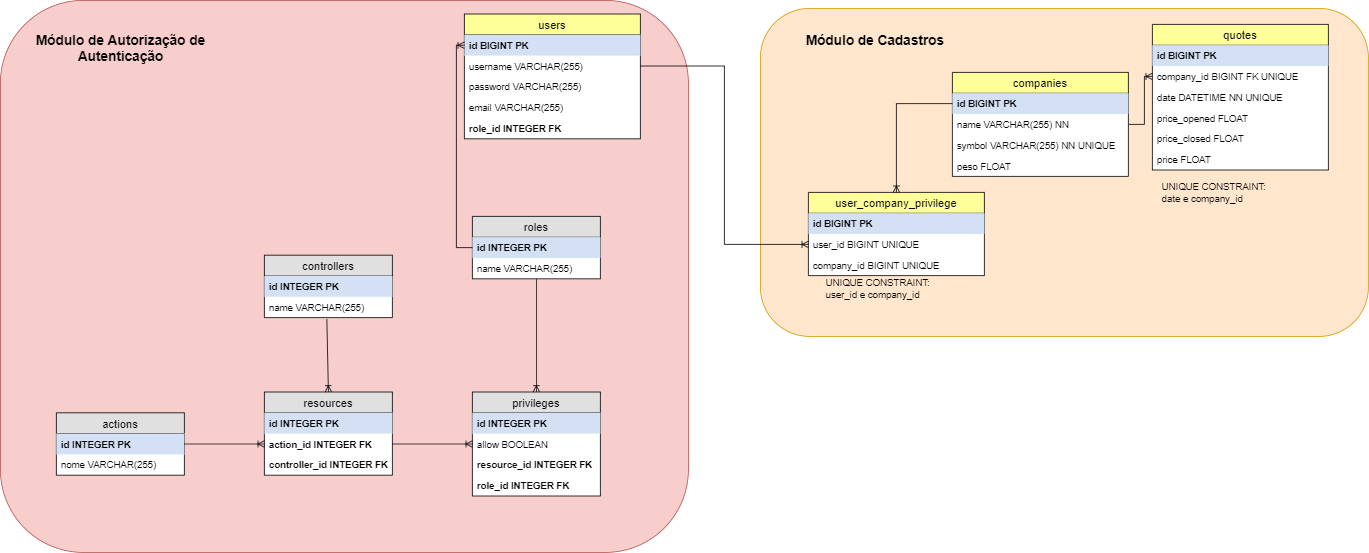 Módulo de Autorização de
Autenticação
users
id BIGINT PK
username VARCHAR(255)
password VARCHAR(255)
email VARCHAR(255)
role_id INTEGER FK
roles
id INTEGER PK
name VARCHAR(255)
controllers
id INTEGER PK
name VARCHAR(255)
actions
id INTEGER PK
nome VARCHAR(255)
resources
id INTEGER PK
action_id INTEGER FK
controller_id INTEGER FK
privileges
id INTEGER PK
allow BOOLEAN
resource_id INTEGER FK
role_id INTEGER FK
Módulo de Cadastros
companies
id BIGINT PK
name VARCHAR(255) NN
symbol VARCHAR(255) NN UNIQUE
peso FLOAT
quotes
id BIGINT PK
company_id BIGINT FK UNIQUE
date DATETIME NN UNIQUE
price_opened FLOAT
price_closed FLOAT
price FLOAT
UNIQUE CONSTRAINT:
date e company_id
user_company_privilege
id BIGINT PK
user_id BIGINT UNIQUE
company_id BIGINT UNIQUE
UNIQUE CONSTRAINT:
user_id e company_id